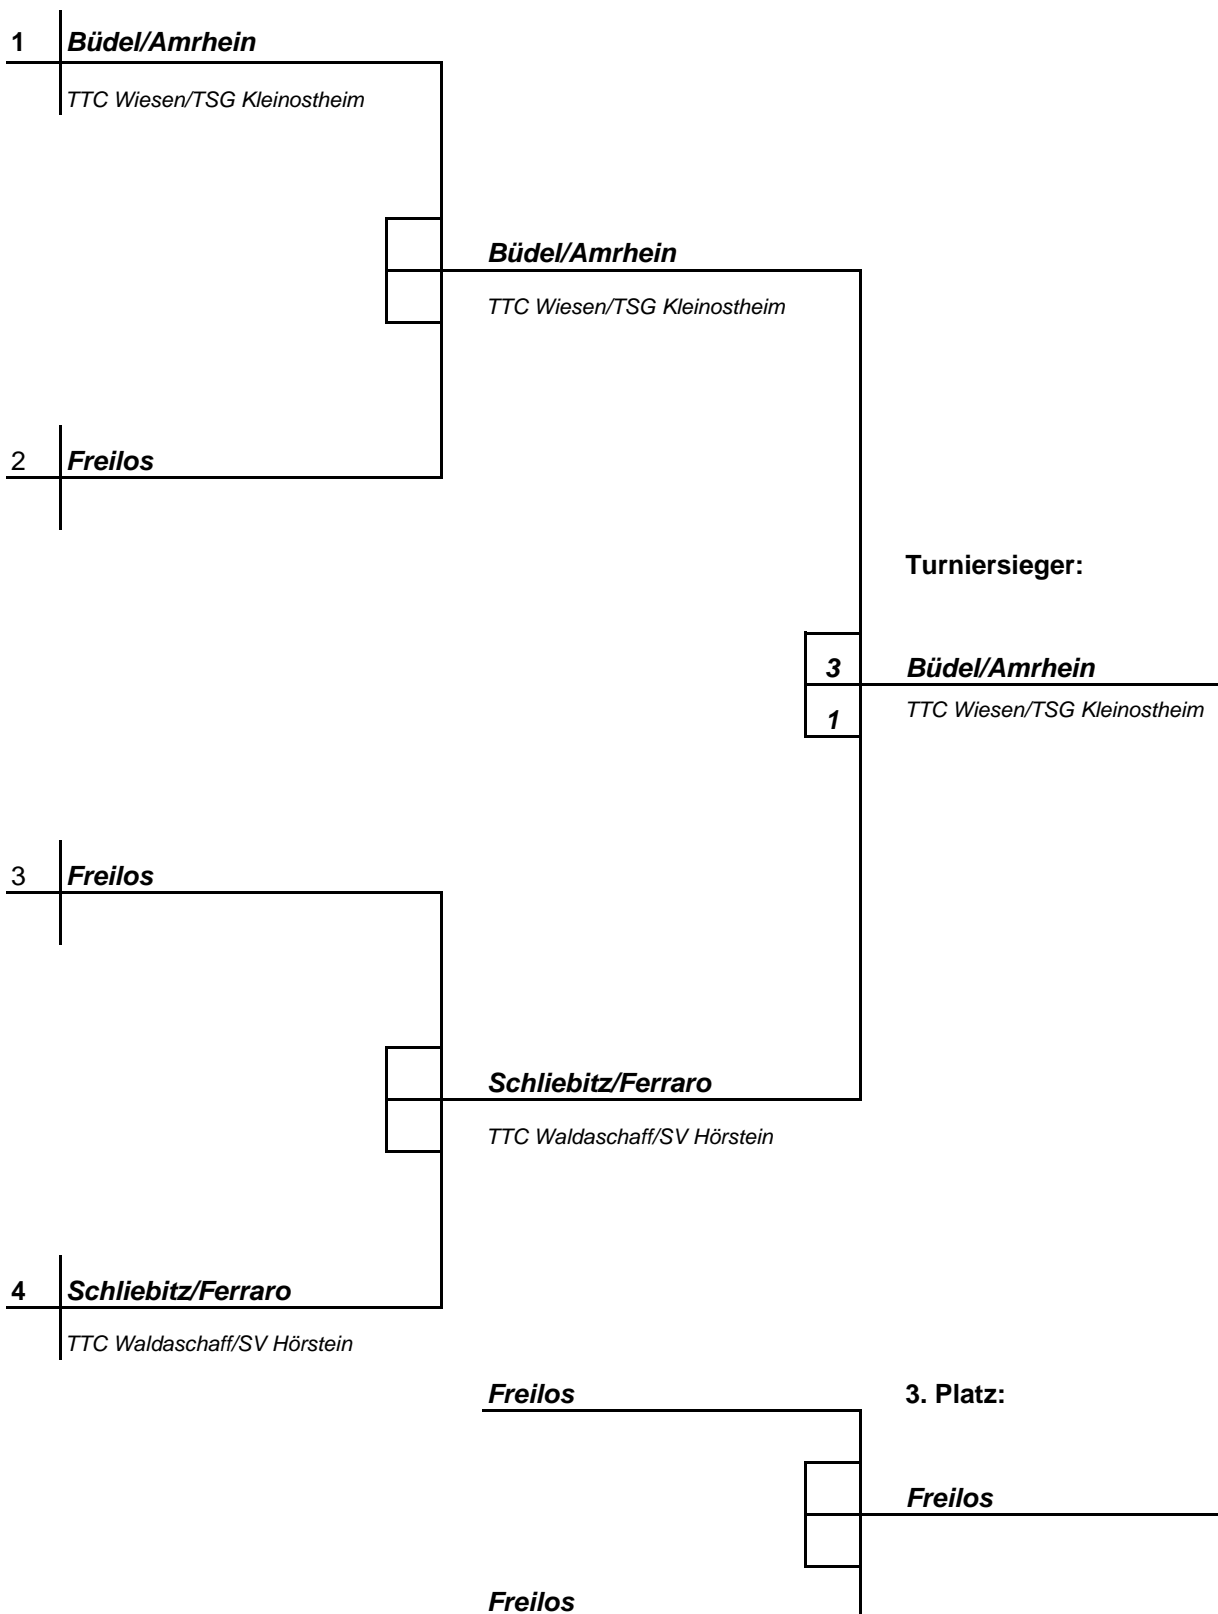 1 Büdel/Amrhein
TTC Wiesen/TSG Kleinostheim
Büdel/Amrhein
TTC Wiesen/TSG Kleinostheim
2 Freilos
Turniersieger:
3 Büdel/Amrhein
1 TTC Wiesen/TSG Kleinostheim
3 Freilos
Schliebitz/Ferraro
TTC Waldaschaff/SV Hörstein
4 Schliebitz/Ferraro
TTC Waldaschaff/SV Hörstein
Freilos 3. Platz:
Freilos
Freilos